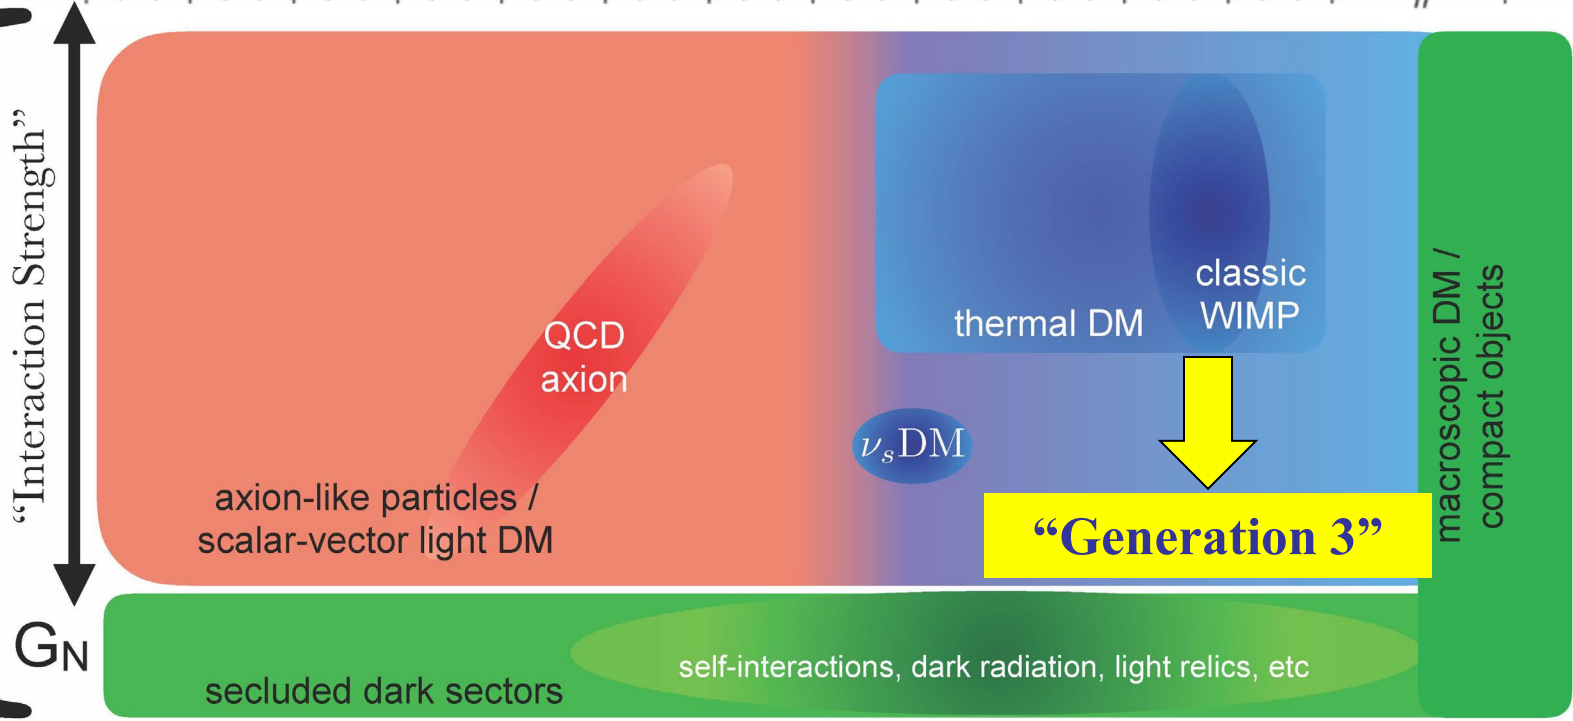 “Interaction Strength”
classic
WIMP
thermal DM
QCD
axion
νₛDM
macroscopic DM /
compact objects
axion-like particles /
scalar-vector light DM
“Generation 3”
G_N
self-interactions, dark radiation, light relics, etc
secluded dark sectors